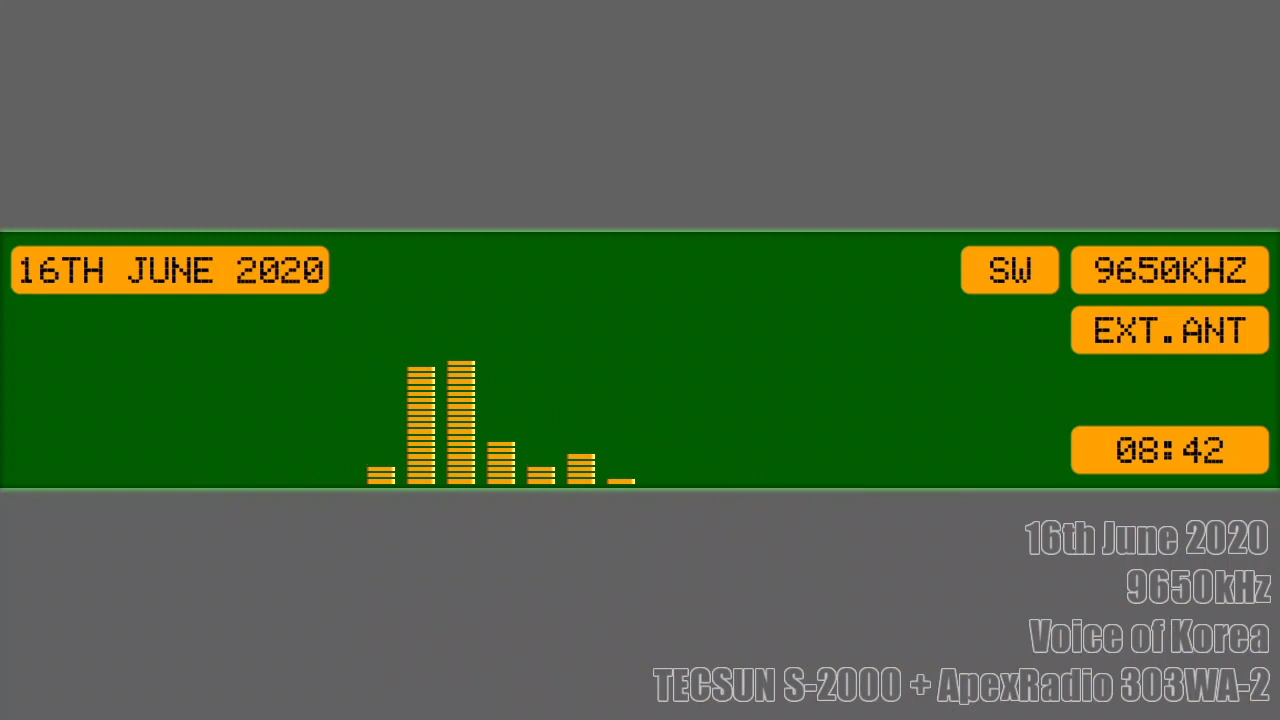 16TH JUNE 2020 SW 9650KHZ
EXT.ANT
08:42
16th June 2020
9650kHz
Voice of Korea
TECSUN S-2000 + ApexRadio 303WA-2